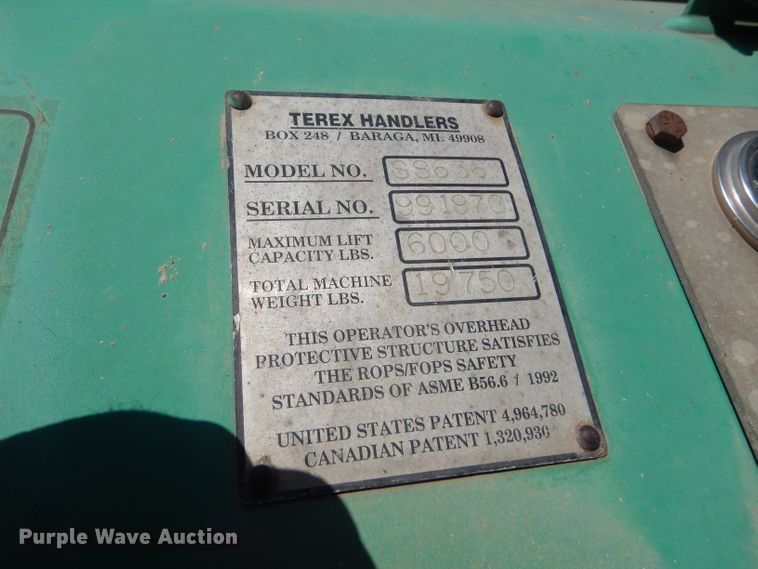 TEREX HANDLERS
BOX 248 / BARAGA, MI. 49908
MODEL NO. SS636
SERIAL NO. 991970
MAXIMUM LIFT
CAPACITY LBS. 6000
TOTAL MACHINE
WEIGHT LBS. 19750
THIS OPERATOR'S OVERHEAD
PROTECTIVE STRUCTURE SATISFIES
THE ROPS/FOPS SAFETY
STANDARDS OF ASME B56.6 / 1992
UNITED STATES PATENT 4,964,780
CANADIAN PATENT 1,320,930
Purple Wave Auction®